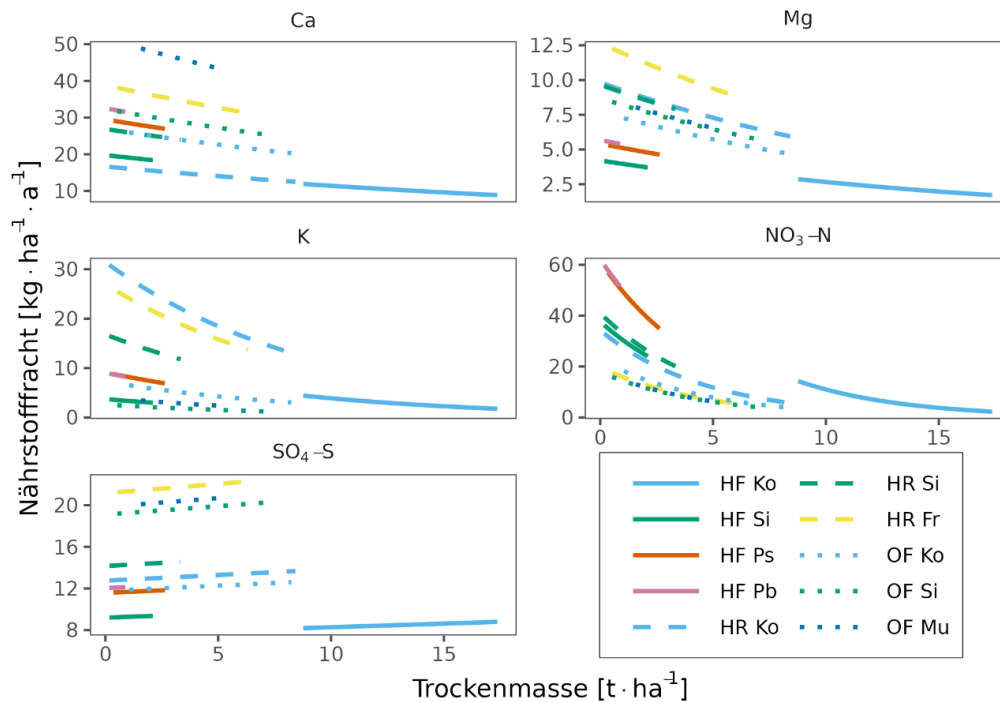 Ca
Mg
50
40
30
20
10
12.5
10.0
7.5
5.0
2.5
K
NO₃–N
30
20
10
0
60
40
20
0
0 5 10 15
SO₄–S
20
16
12
8
0 5 10 15
HF Ko
HF Si
HF Ps
HF Pb
HR Ko
HR Si
HR Fr
OF Ko
OF Si
OF Mu
Nährstofffracht [kg · ha⁻¹ · a⁻¹]
Trockenmasse [t · ha⁻¹]